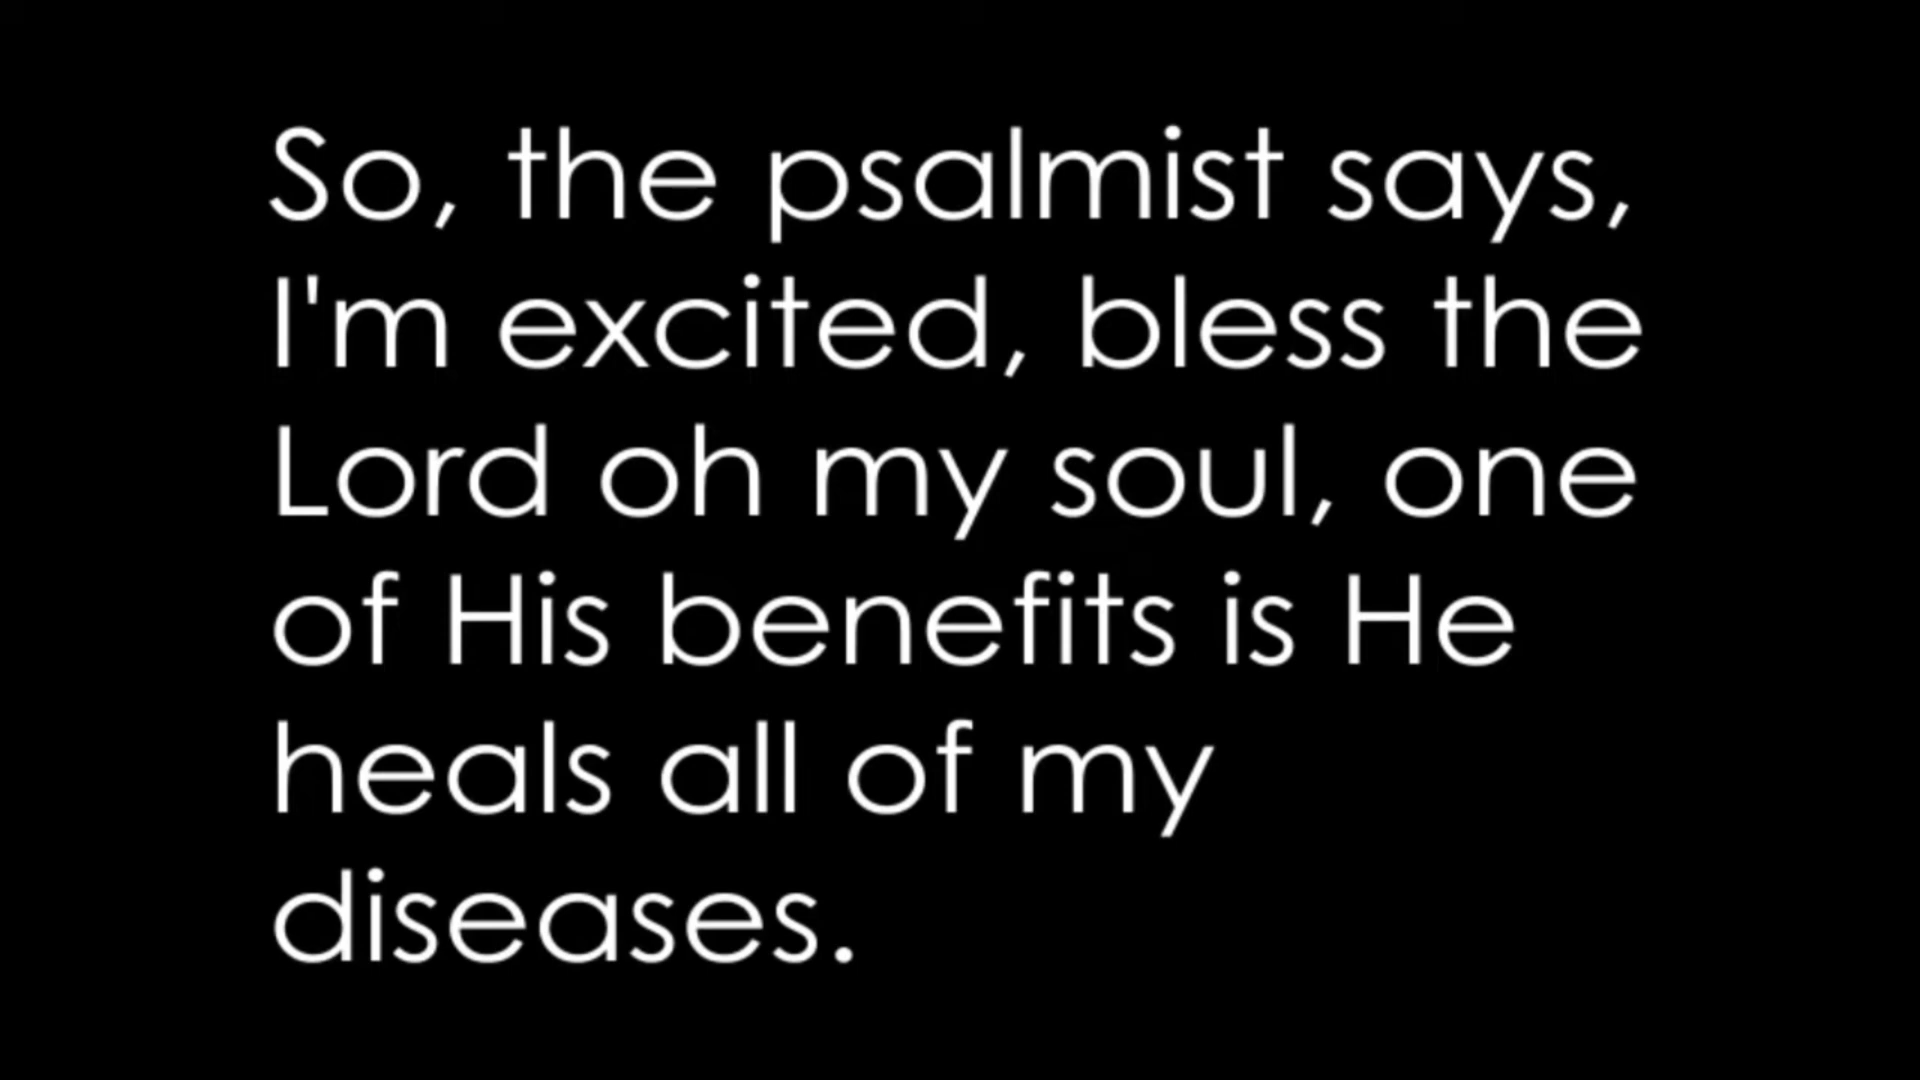 So, the psalmist says,
I'm excited, bless the
Lord oh my soul, one
of His benefits is He
heals all of my
diseases.